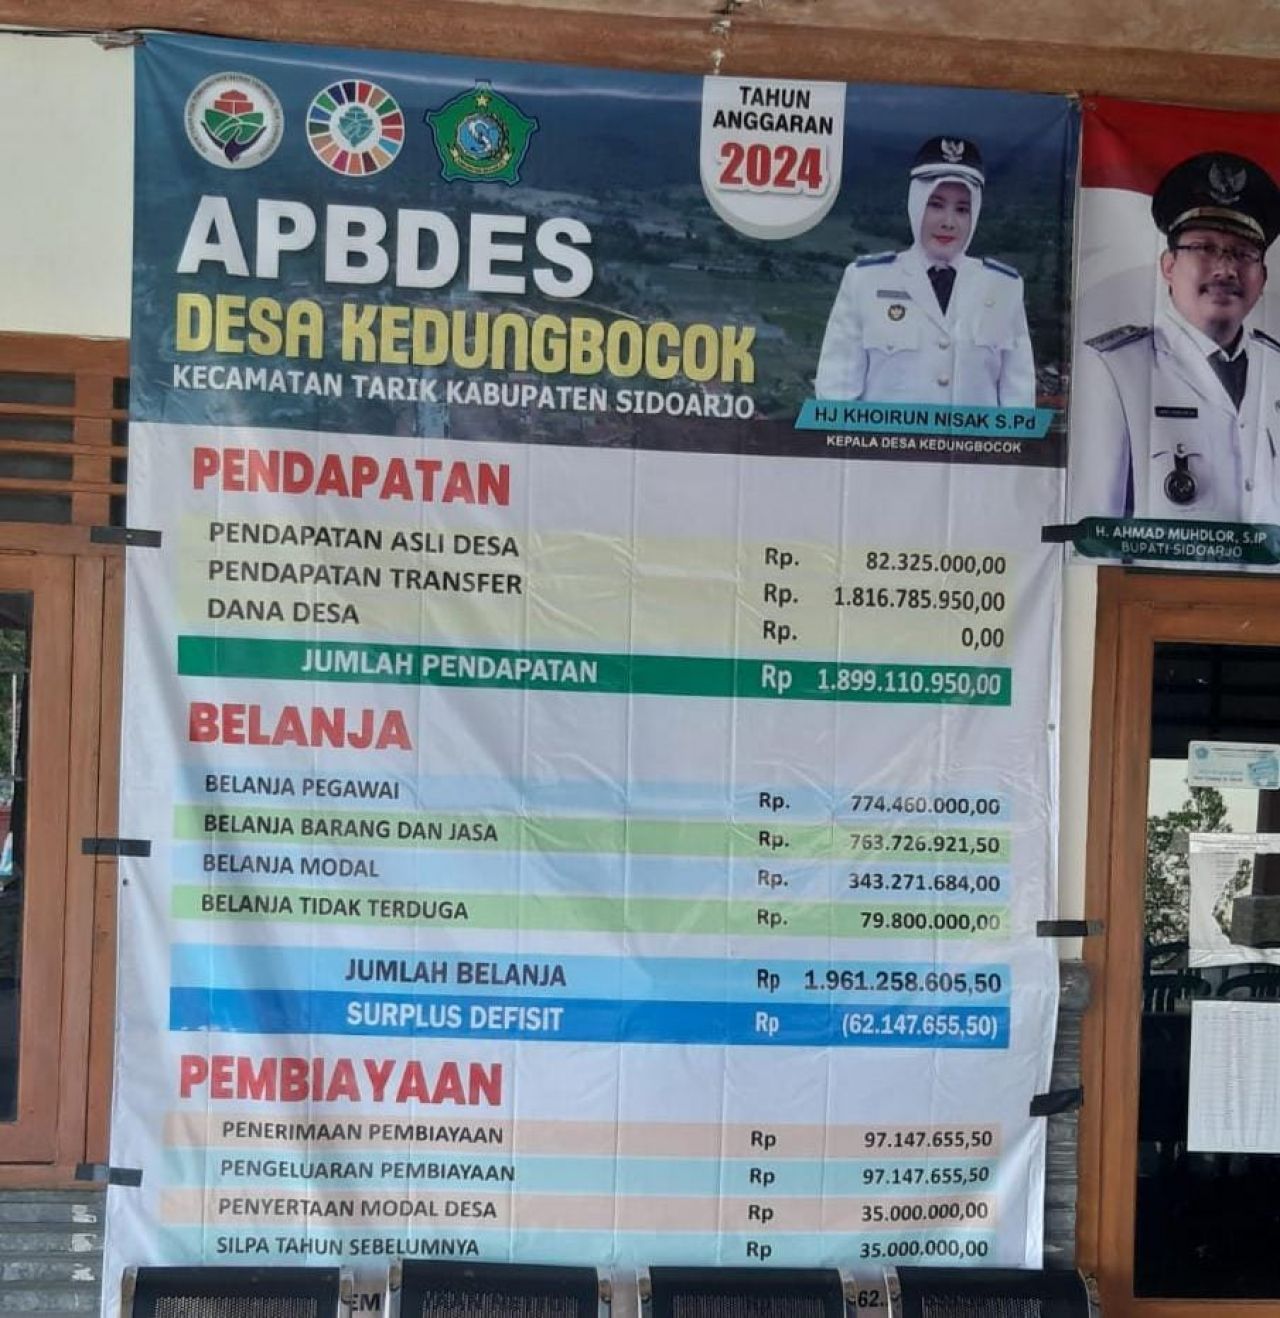 TAHUN
ANGGARAN
2024
APBDES
DESA KEDUNGBOCOK
KECAMATAN TARIK KABUPATEN SIDOARJO
HJ KHOIRUN NISAK S.Pd
KEPALA DESA KEDUNGBOCOK
H. AHMAD MUHDLOR, S.IP
BUPATI SIDOARJO
PENDAPATAN
PENDAPATAN ASLI DESA Rp. 82.325.000,00
PENDAPATAN TRANSFER Rp. 1.816.785.950,00
DANA DESA Rp. 0,00
JUMLAH PENDAPATAN Rp 1.899.110.950,00
BELANJA
BELANJA PEGAWAI Rp. 774.460.000,00
BELANJA BARANG DAN JASA Rp. 763.726.921,50
BELANJA MODAL Rp. 343.271.684,00
BELANJA TIDAK TERDUGA Rp. 79.800.000,00
JUMLAH BELANJA Rp 1.961.258.605,50
SURPLUS DEFISIT Rp (62.147.655,50)
PEMBIAYAAN
PENERIMAAN PEMBIAYAAN Rp 97.147.655,50
PENGELUARAN PEMBIAYAAN Rp 97.147.655,50
PENYERTAAN MODAL DESA Rp 35.000.000,00
SILPA TAHUN SEBELUMNYA Rp 35.000.000,00